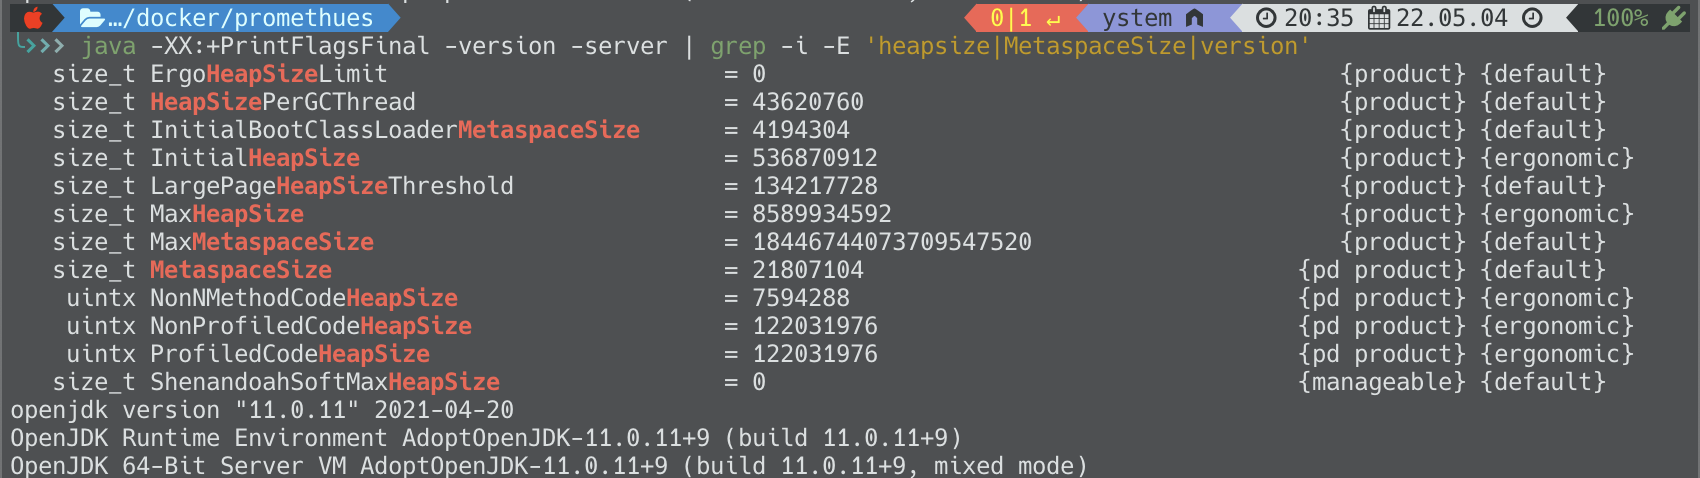 …/docker/promethues 0|1 ↵ ystem 20:35 22.05.04 100%
java -XX:+PrintFlagsFinal -version -server | grep -i -E 'heapsize|MetaspaceSize|version'
size_t ErgoHeapSizeLimit = 0 {product} {default}
size_t HeapSizePerGCThread = 43620760 {product} {default}
size_t InitialBootClassLoaderMetaspaceSize = 4194304 {product} {default}
size_t InitialHeapSize = 536870912 {product} {ergonomic}
size_t LargePageHeapSizeThreshold = 134217728 {product} {default}
size_t MaxHeapSize = 8589934592 {product} {ergonomic}
size_t MaxMetaspaceSize = 18446744073709547520 {product} {default}
size_t MetaspaceSize = 21807104 {pd product} {default}
uintx NonNMethodCodeHeapSize = 7594288 {pd product} {ergonomic}
uintx NonProfiledCodeHeapSize = 122031976 {pd product} {ergonomic}
uintx ProfiledCodeHeapSize = 122031976 {pd product} {ergonomic}
size_t ShenandoahSoftMaxHeapSize = 0 {manageable} {default}
openjdk version "11.0.11" 2021-04-20
OpenJDK Runtime Environment AdoptOpenJDK-11.0.11+9 (build 11.0.11+9)
OpenJDK 64-Bit Server VM AdoptOpenJDK-11.0.11+9 (build 11.0.11+9, mixed mode)